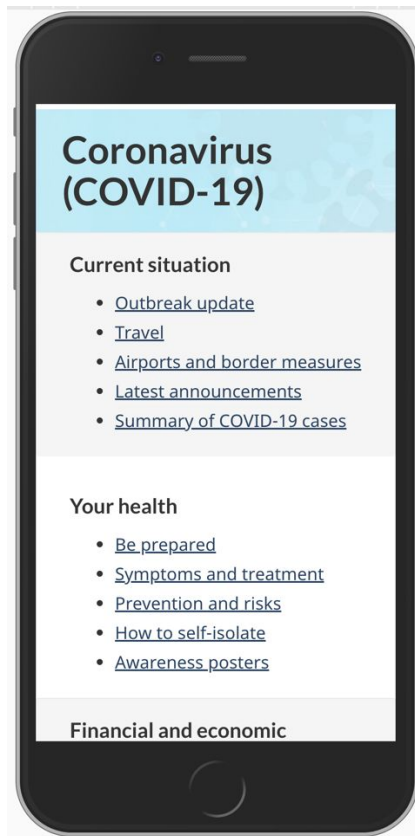 Coronavirus
(COVID-19)
Current situation
Outbreak update
Travel
Airports and border measures
Latest announcements
Summary of COVID-19 cases
Your health
Be prepared
Symptoms and treatment
Prevention and risks
How to self-isolate
Awareness posters
Financial and economic